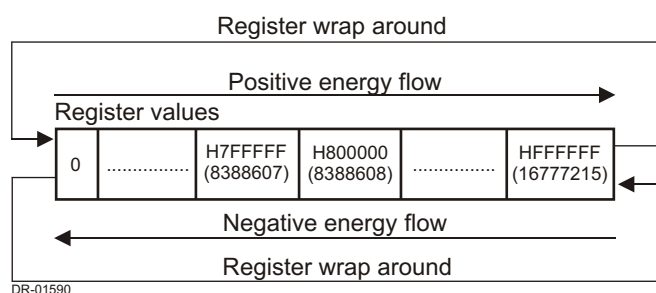 Register wrap around
Positive energy flow
Register values
0 ............... H7FFFFF (8388607) H800000 (8388608) ............... HFFFFFF (16777215)
Negative energy flow
Register wrap around
DR-01590